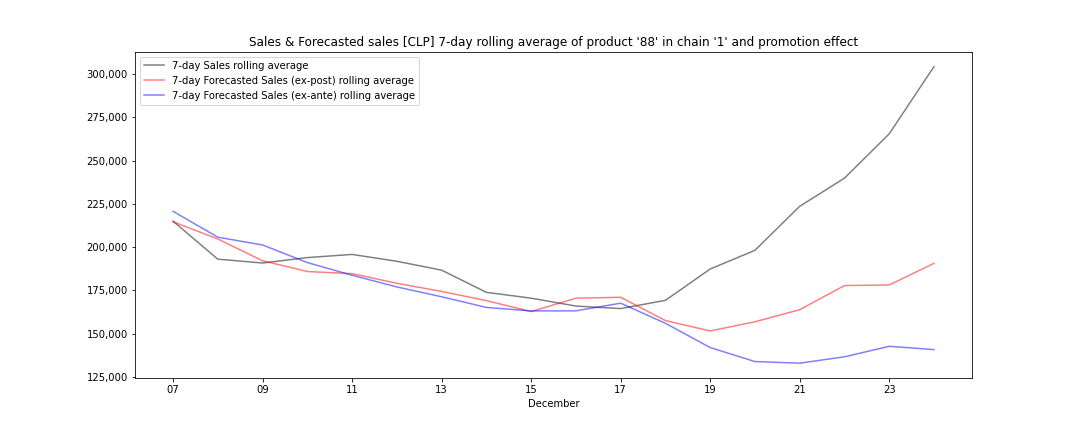 Sales & Forecasted sales [CLP] 7-day rolling average of product '88' in chain '1' and promotion effect
7-day Sales rolling average
7-day Forecasted Sales (ex-post) rolling average
7-day Forecasted Sales (ex-ante) rolling average
300,000
275,000
250,000
225,000
200,000
175,000
150,000
125,000
07 09 11 13 15 17 19 21 23
December